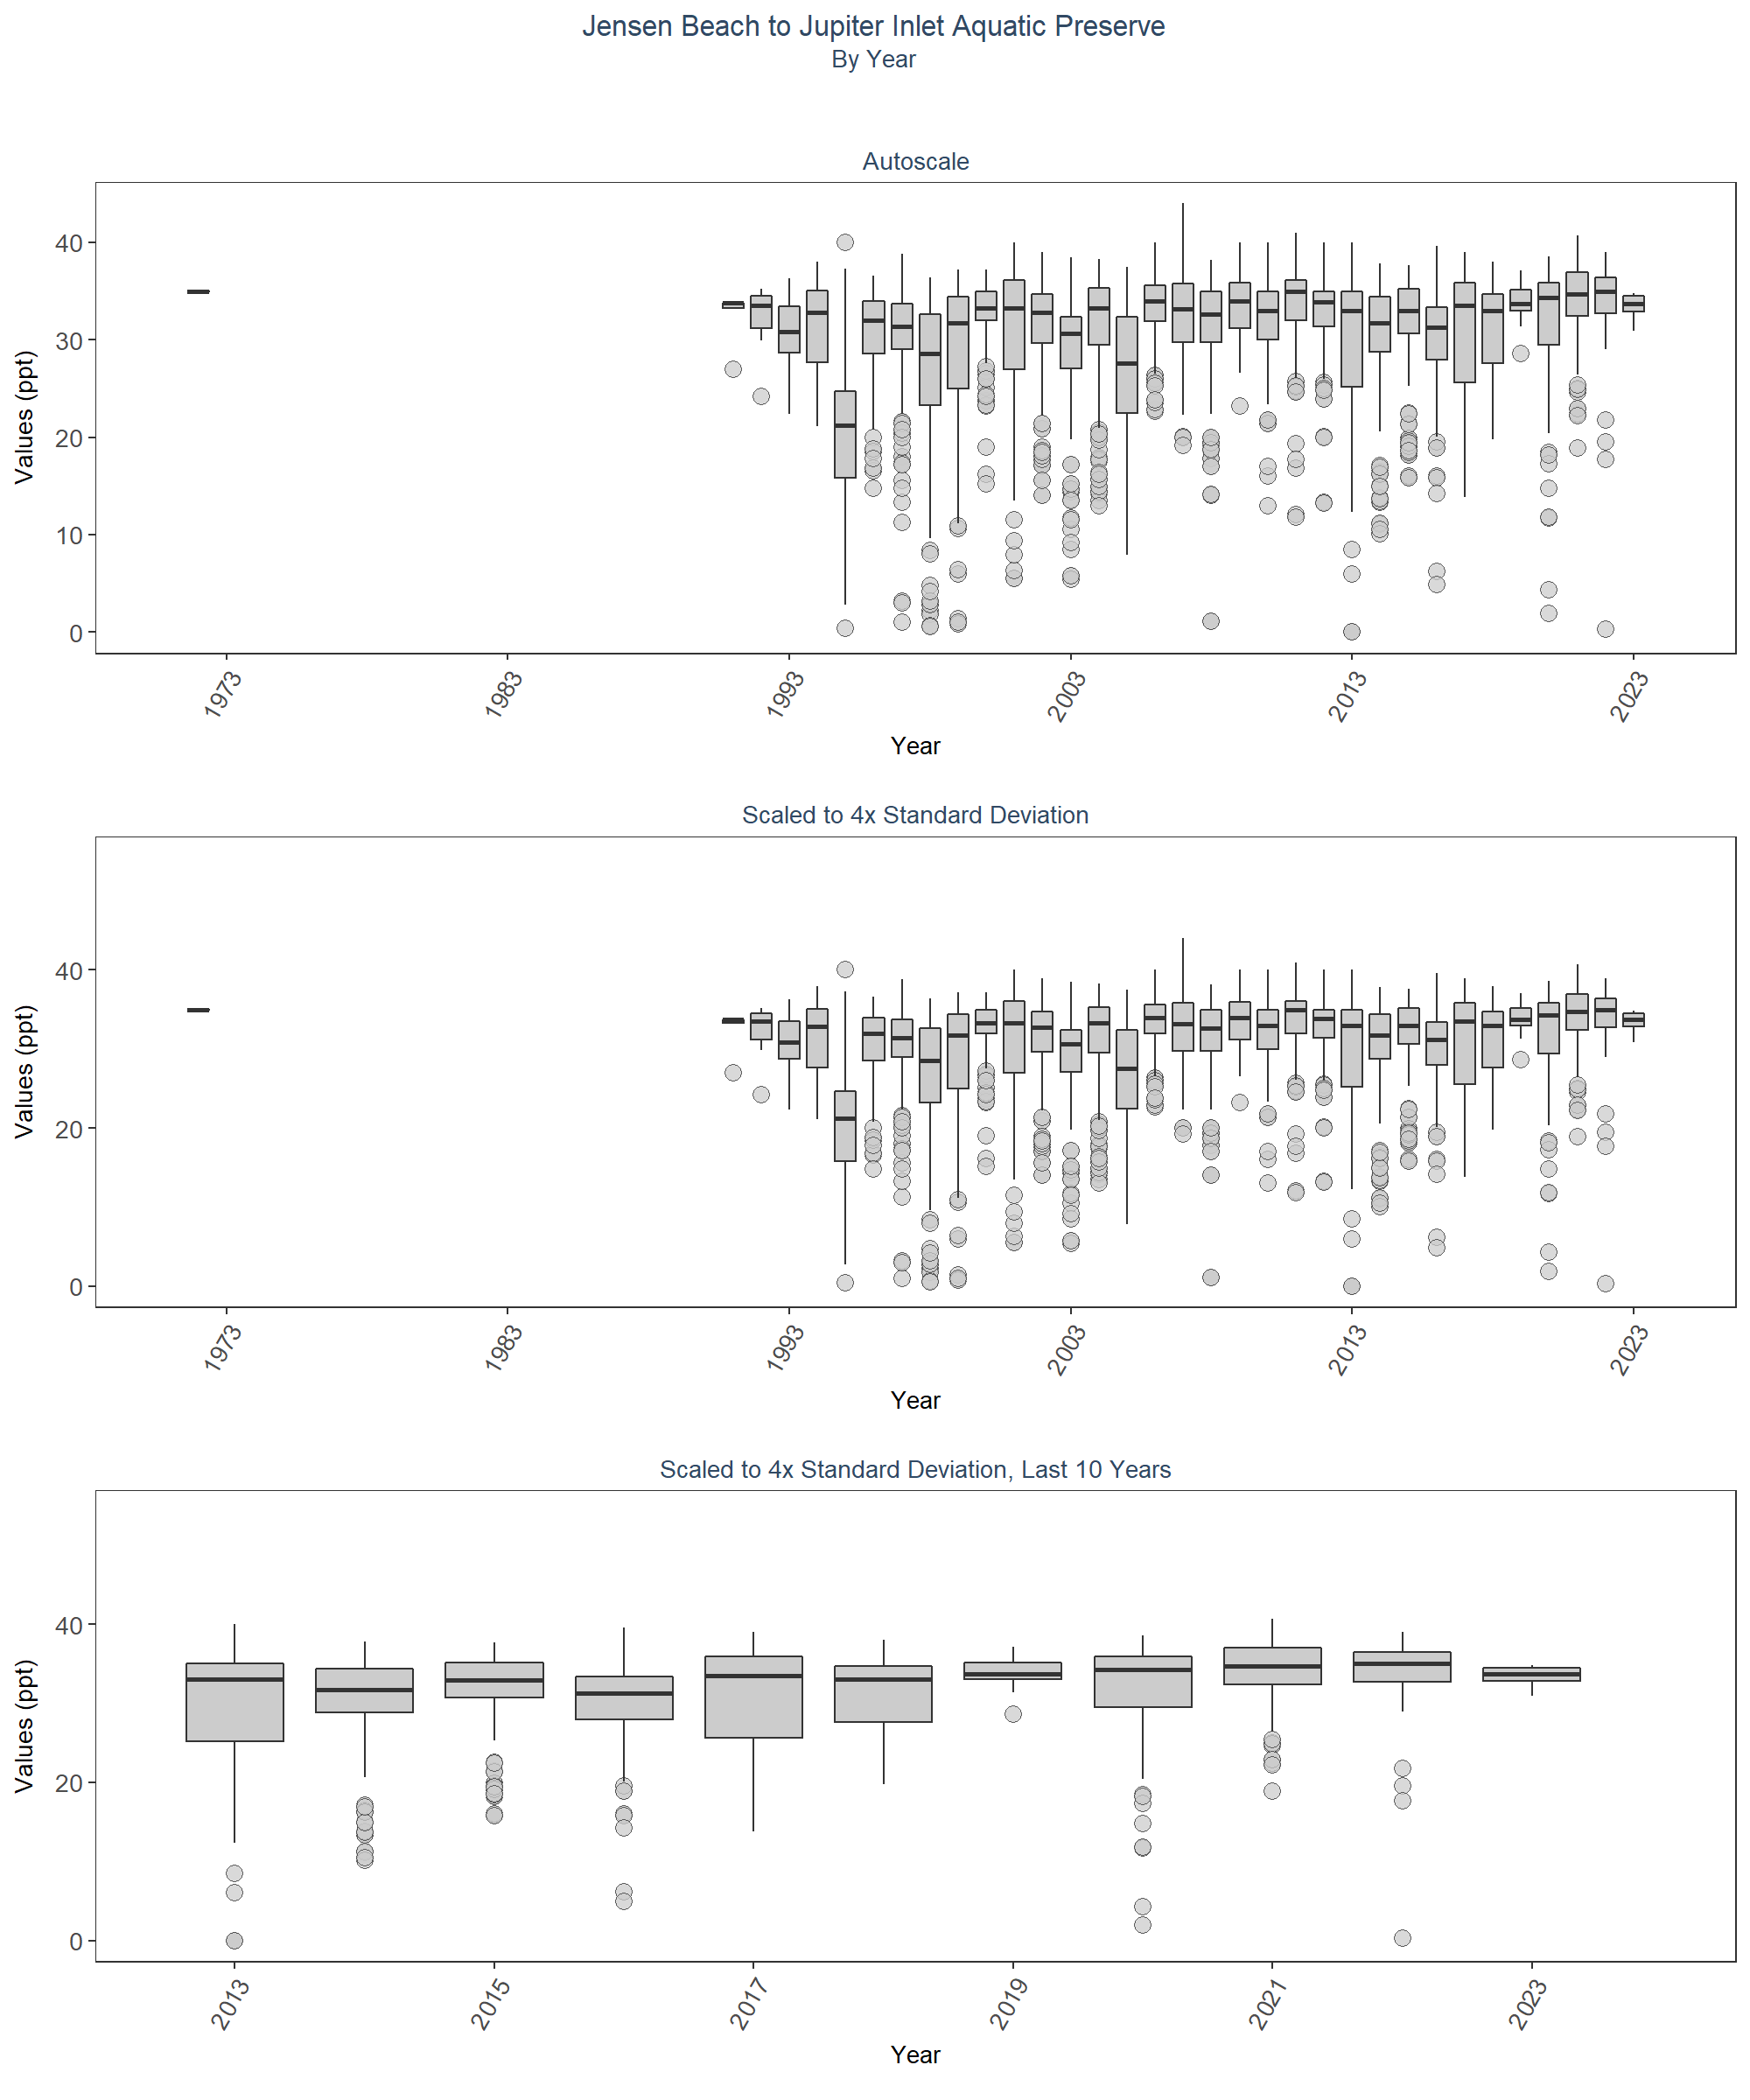 Jensen Beach to Jupiter Inlet Aquatic Preserve
By Year
Autoscale
Values (ppt)
40
30
20
10
0
1973
1983
1993
2003
2013
2023
Year
Scaled to 4x Standard Deviation
Values (ppt)
40
20
0
1973
1983
1993
2003
2013
2023
Year
Scaled to 4x Standard Deviation, Last 10 Years
Values (ppt)
40
20
0
2013
2015
2017
2019
2021
2023
Year